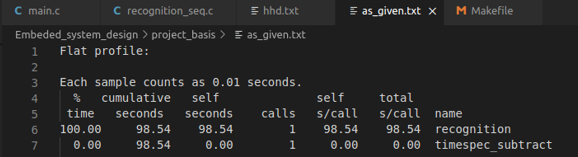 main.c recognition_seq.c hhd.txt as_given.txt Makefile
Embeded_system_design > project_basis > as_given.txt
1 Flat profile:
2
3 Each sample counts as 0.01 seconds.
4 % cumulative self self total
5 time seconds seconds calls s/call s/call name
6 100.00 98.54 98.54 1 98.54 98.54 recognition
7 0.00 98.54 0.00 1 0.00 0.00 timespec_subtract